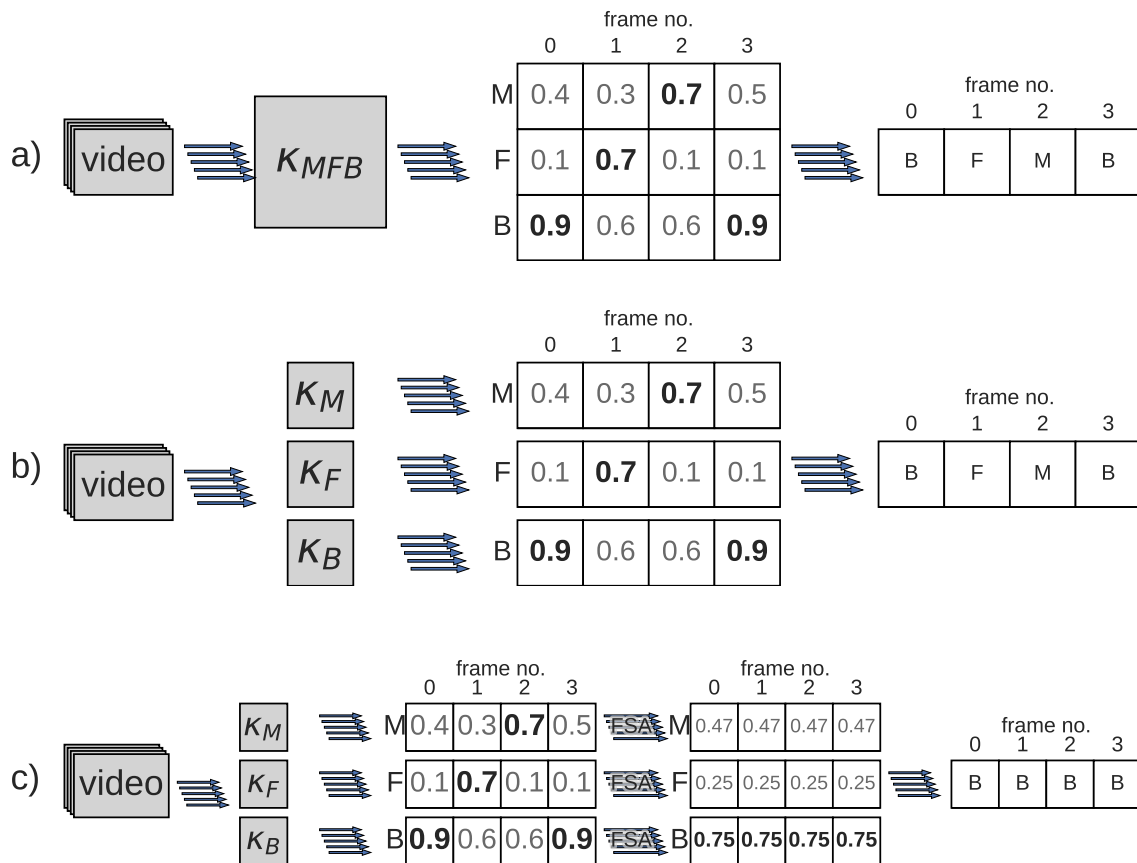 frame no.
0 1 2 3
M 0.4 0.3 0.7 0.5
frame no.
0 1 2 3
a) video κMFB F 0.1 0.7 0.1 0.1 B F M B
B 0.9 0.6 0.6 0.9
frame no.
0 1 2 3
κM M 0.4 0.3 0.7 0.5
frame no.
0 1 2 3
b) video κF F 0.1 0.7 0.1 0.1 B F M B
κB B 0.9 0.6 0.6 0.9
frame no. frame no.
0 1 2 3 0 1 2 3
κM M 0.4 0.3 0.7 0.5 FSA M 0.47 0.47 0.47 0.47
frame no.
0 1 2 3
c) video κF F 0.1 0.7 0.1 0.1 FSA F 0.25 0.25 0.25 0.25 B B B B
κB B 0.9 0.6 0.6 0.9 FSA B 0.75 0.75 0.75 0.75